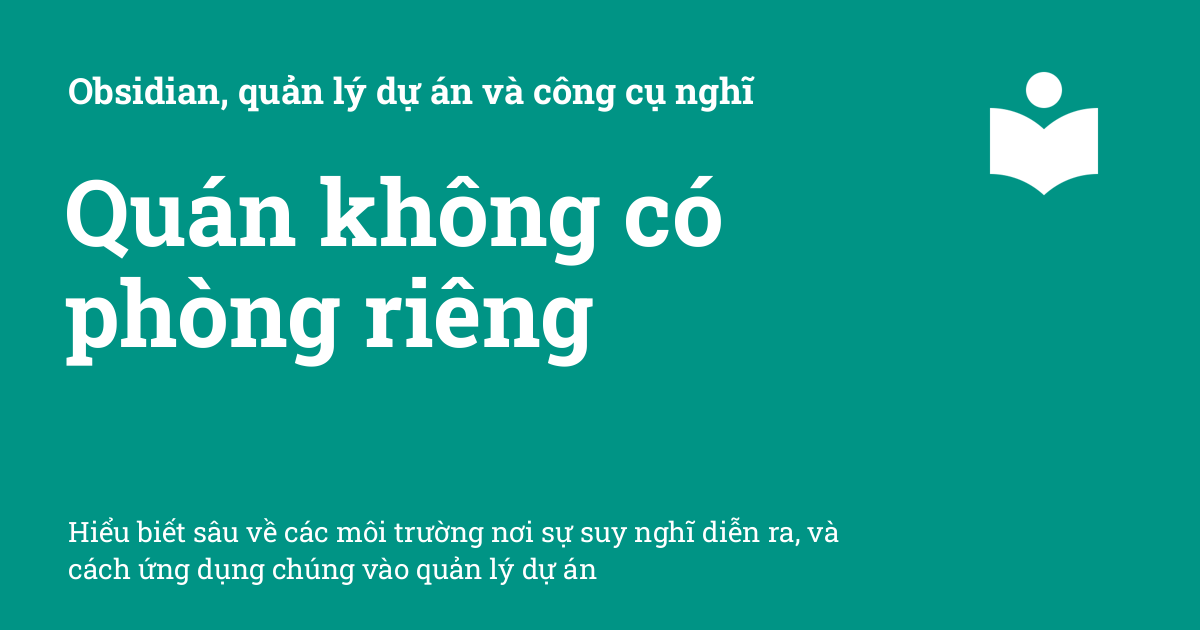 Obsidian, quản lý dự án và công cụ nghĩ
Quán không có
phòng riêng
Hiểu biết sâu về các môi trường nơi sự suy nghĩ diễn ra, và
cách ứng dụng chúng vào quản lý dự án